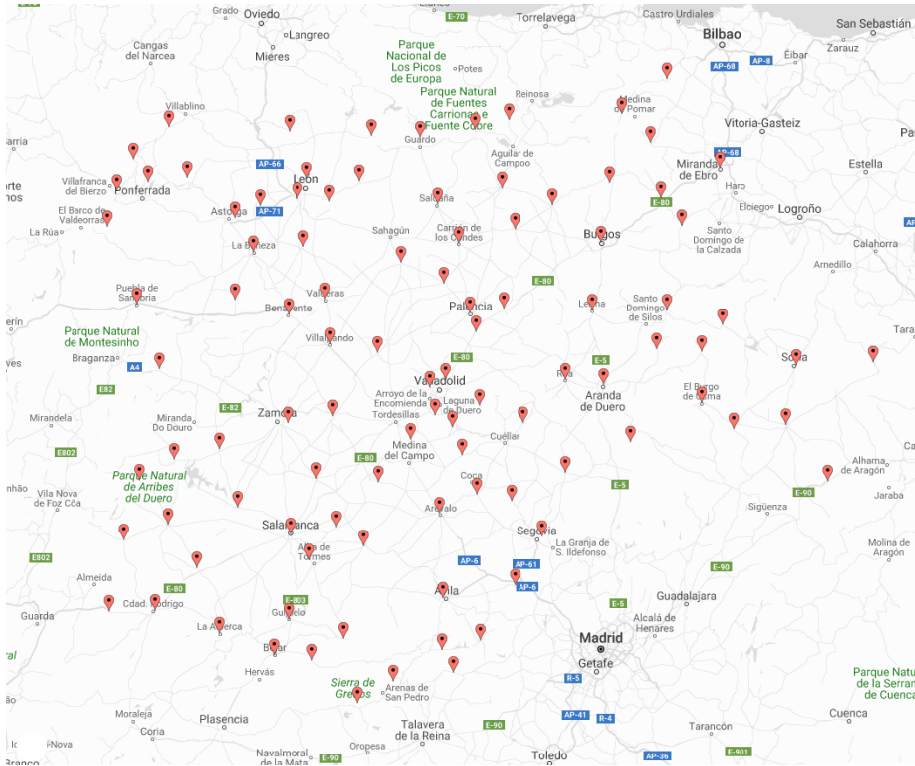 E-70
Grado
Oviedo
Langreo
Mieres
Torrelavega
Castro Urdiales
Bilbao
San Sebastián
Zarauz
Éibar
AP-68
AP-8
Cangas
del Narcea
Parque
Nacional de
Los Picos
de Europa
Potes
Parque Natural
de Fuentes
Carrionas e
Fuente Cobre
Reinosa
Medina
de Pomar
Vitoria-Gasteiz
Villablino
Guardo
Aguilar de
Campoo
AP-68
Miranda
de Ebro
Estella
AP-66
León
Villafranca
del Bierzo
Ponferrada
Haro
E-80
Elciego
Logroño
Saldaña
El Barco de
Valdeorras
La Rúa
Astorga
AP-71
Sahagún
Carrión de
los Condes
Burgos
Santo
Domingo de
la Calzada
Calahorra
Arnedillo
La Bañeza
E-80
Puebla de
Sanabria
Benavente
Valderas
Palencia
Lerma
Santo
Domingo
de Silos
Parque Natural
de Montesinho
Braganza
A4
Villalpando
E-80
E-5
Soria
E82
Valladolid
Roa
Aranda
de Duero
El Burgo
de Osma
Arroyo de la
Encomienda
Laguna
de Duero
Tordesillas
Mirandela
Miranda
Do Douro
E-82
Zamora
Cuéllar
Medina
del Campo
E802
E-80
Alhama
de Aragón
Parque Natural
de Arribes
del Duero
Coca
E-5
E-90
Jaraba
Vila Nova
de Foz Côa
Sigüenza
Arévalo
Salamanca
Segovia
La Granja de
S. Ildefonso
Molina de
Aragón
Alba de
Tormes
E802
AP-6
AP-61
AP-6
E-90
Almeida
E-80
Cdad. Rodrigo
E-803
Guijuelo
Ávila
E-5
Guadalajara
Guarda
La Alberca
Alcalá de
Henares
Madrid
Béjar
Getafe
Hervás
Sierra de
Gredos
Arenas de
San Pedro
R-5
Parque Natu
de la Serran
de Cuenca
Moraleja
Coria
Plasencia
Talavera
de la Reina
E-90
AP-41
R-4
Tarancón
Cuenca
Navalmoral
de la Mata
Oropesa
E-90
Toledo
AP-36
E-901